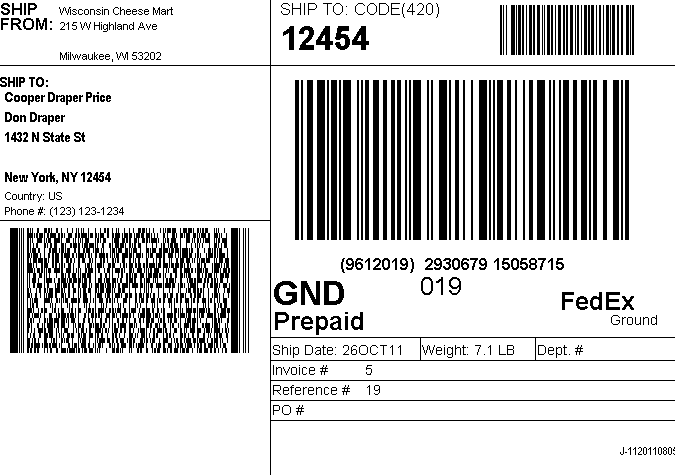 SHIP FROM:
Wisconsin Cheese Mart
215 W Highland Ave
Milwaukee, WI 53202
SHIP TO: CODE(420)
12454
SHIP TO:
Cooper Draper Price
Don Draper
1432 N State St
New York, NY 12454
Country: US
Phone #: (123) 123-1234
(9612019) 2930679 15058715
GND
Prepaid
019
FedEx
Ground
Ship Date: 26OCT11 Weight: 7.1 LB Dept. #
Invoice # 5
Reference # 19
PO #
J-1120110805